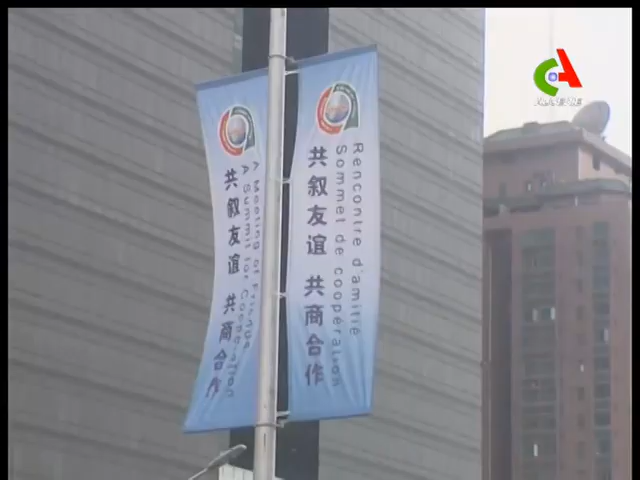 共叙友谊 共商合作
A Meeting of Friends
A Summit for Cooperation
共叙友谊 共商合作
Sommet de coopération
Rencontre d'amitié